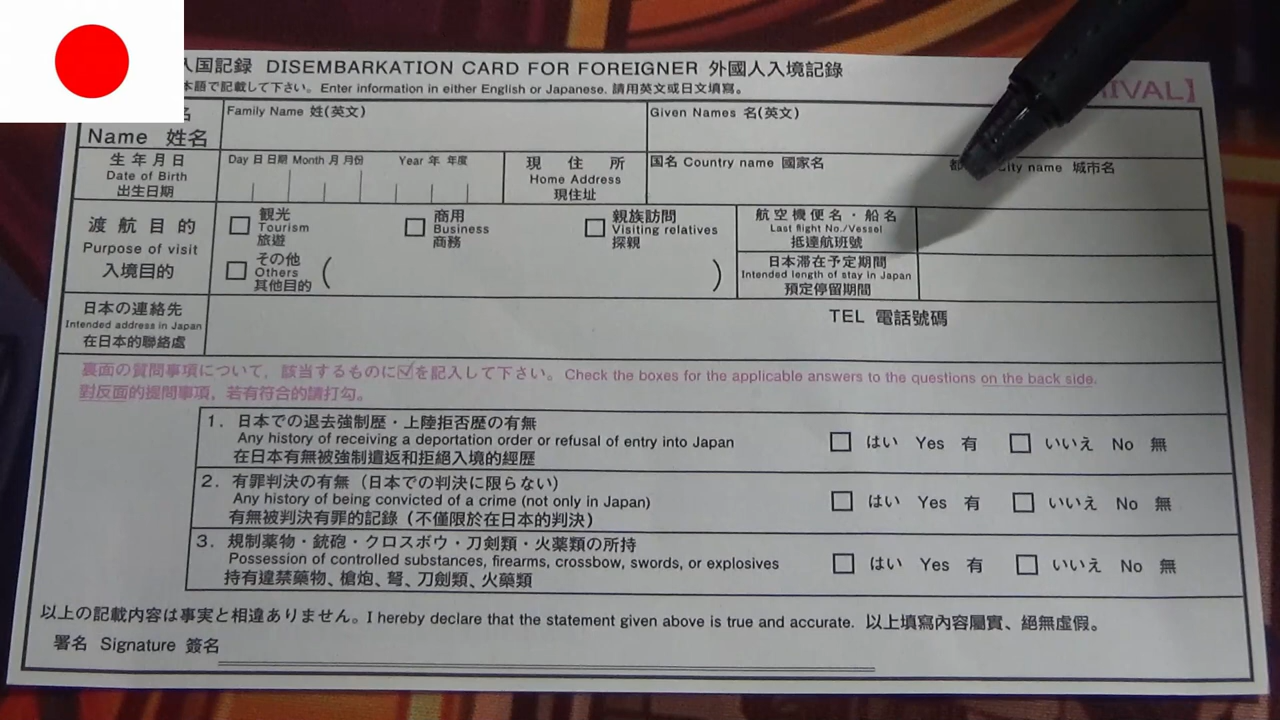 入国記録 DISEMBARKATION CARD FOR FOREIGNER 外國人入境記錄
本語で記載して下さい。Enter information in either English or Japanese. 請用英文或日文填寫。
IVAL】
名
Name 姓名
Family Name 姓(英文)
Given Names 名(英文)
生年月日
Date of Birth
出生日期
Day 日 日期 Month 月 月份 Year 年 年度
現住所
Home Address
現住址
国名 Country name 國家名
都 City name 城市名
渡航目的
Purpose of visit
入境目的
観光
Tourism
旅遊
商用
Business
商務
親族訪問
Visiting relatives
探親
その他
Others
其他目的 ( )
航空機便名・船名
Last flight No./Vessel
抵達航班號
日本滞在予定期間
Intended length of stay in Japan
預定停留期間
日本の連絡先
Intended address in Japan
在日本的聯絡處
TEL 電話號碼
裏面の質問事項について、該当するものに☑を記入して下さい。Check the boxes for the applicable answers to the questions on the back side.
對反面的提問事項，若有符合的請打勾。
1. 日本での退去強制歴・上陸拒否歴の有無
Any history of receiving a deportation order or refusal of entry into Japan
在日本有無被強制遣返和拒絕入境的經歷
□ はい Yes 有 □ いいえ No 無
2. 有罪判決の有無（日本での判決に限らない）
Any history of being convicted of a crime (not only in Japan)
有無被判決有罪的記錄（不僅限於在日本的判決）
□ はい Yes 有 □ いいえ No 無
3. 規制薬物・銃砲・クロスボウ・刀剣類・火薬類の所持
Possession of controlled substances, firearms, crossbow, swords, or explosives
持有違禁藥物、槍炮、弩、刀劍類、火藥類
□ はい Yes 有 □ いいえ No 無
以上の記載内容は事実と相違ありません。I hereby declare that the statement given above is true and accurate. 以上填寫內容屬實、絕無虛假。
署名 Signature 簽名